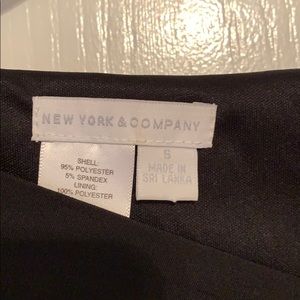 NEW YORK & COMPANY
S
MADE IN
SRI LANKA
SHELL:
95% POLYESTER
5% SPANDEX
LINING:
100% POLYESTER